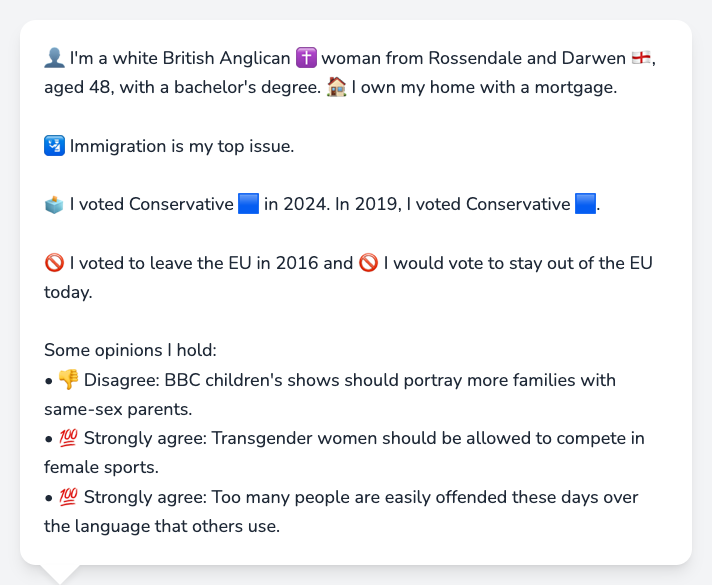 👤 I'm a white British Anglican ✝️ woman from Rossendale and Darwen 🏴󠁧󠁢󠁥󠁮󠁧󠁿,
aged 48, with a bachelor's degree. 🏠 I own my home with a mortgage.
🛂 Immigration is my top issue.
🗳️ I voted Conservative 🟦 in 2024. In 2019, I voted Conservative 🟦.
🚫 I voted to leave the EU in 2016 and 🚫 I would vote to stay out of the EU
today.
Some opinions I hold:
• 👎 Disagree: BBC children's shows should portray more families with
same-sex parents.
• 💯 Strongly agree: Transgender women should be allowed to compete in
female sports.
• 💯 Strongly agree: Too many people are easily offended these days over
the language that others use.